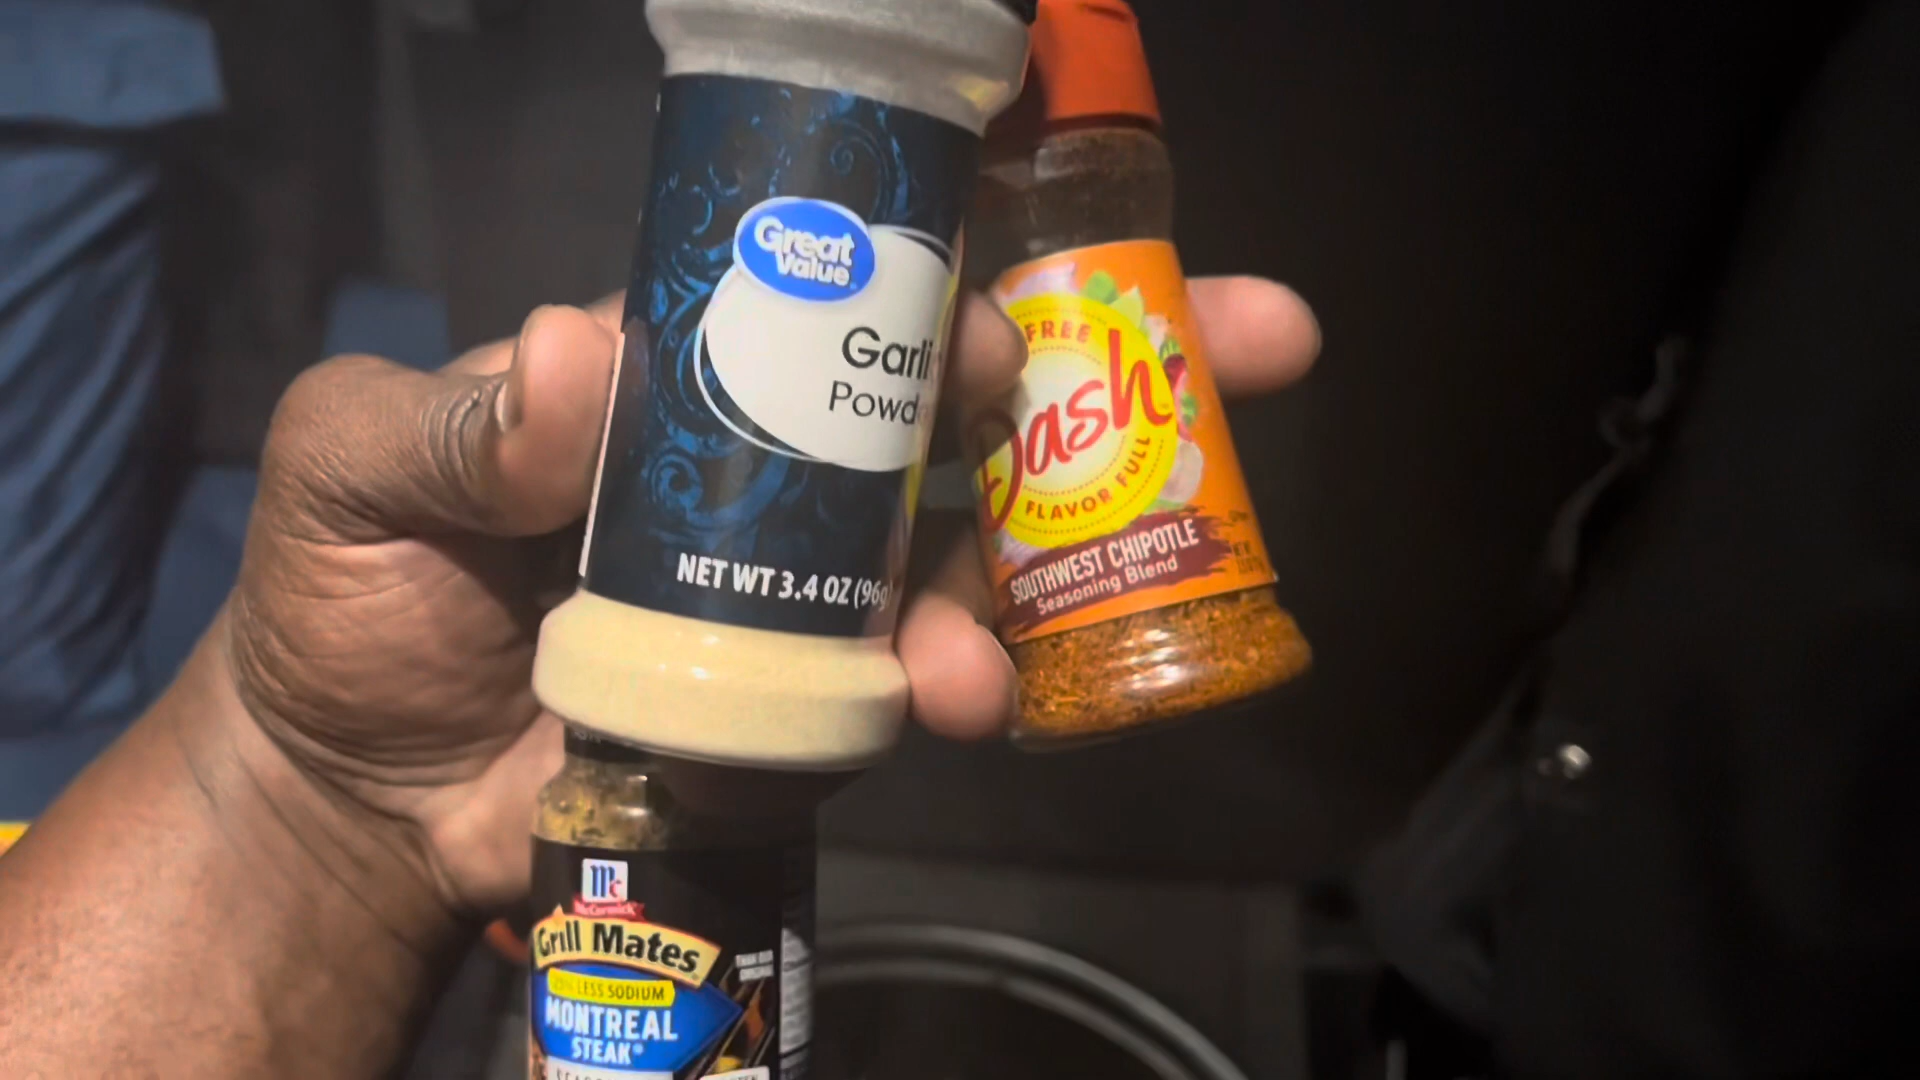 Great
Value
Garli
Powd
NET WT 3.4 OZ (96g)
FREE
Dash
FLAVOR FULL
SOUTHWEST CHIPOTLE
Seasoning Blend
Mc
McCormick
Grill Mates
LESS SODIUM
MONTREAL
STEAK